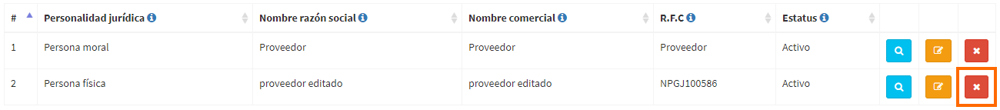 # Personalidad jurídica Nombre razón social Nombre comercial R.F.C Estatus
1 Persona moral Proveedor Proveedor Proveedor Activo
2 Persona física proveedor editado proveedor editado NPGJ100586 Activo